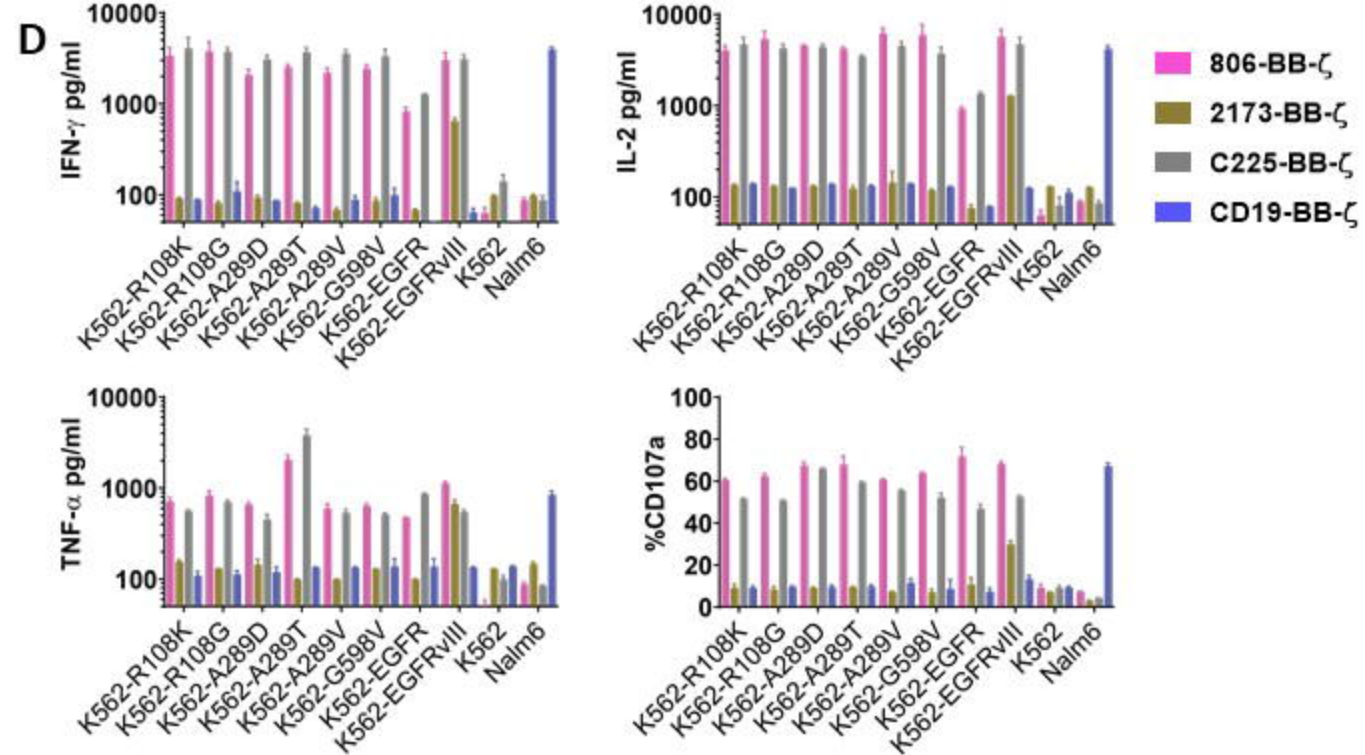 D
IFN-γ pg/ml
10000
1000
100
K562-R108K
K562-R108G
K562-A289D
K562-A289T
K562-A289V
K562-G598V
K562-EGFR
K562-EGFRvIII
K562
Nalm6
IL-2 pg/ml
10000
1000
100
K562-R108K
K562-R108G
K562-A289D
K562-A289T
K562-A289V
K562-G598V
K562-EGFR
K562-EGFRvIII
K562
Nalm6
806-BB-ζ
2173-BB-ζ
C225-BB-ζ
CD19-BB-ζ
TNF-α pg/ml
10000
1000
100
K562-R108K
K562-R108G
K562-A289D
K562-A289T
K562-A289V
K562-G598V
K562-EGFR
K562-EGFRvIII
K562
Nalm6
%CD107a
100
80
60
40
20
0
K562-R108K
K562-R108G
K562-A289D
K562-A289T
K562-A289V
K562-G598V
K562-EGFR
K562-EGFRvIII
K562
Nalm6